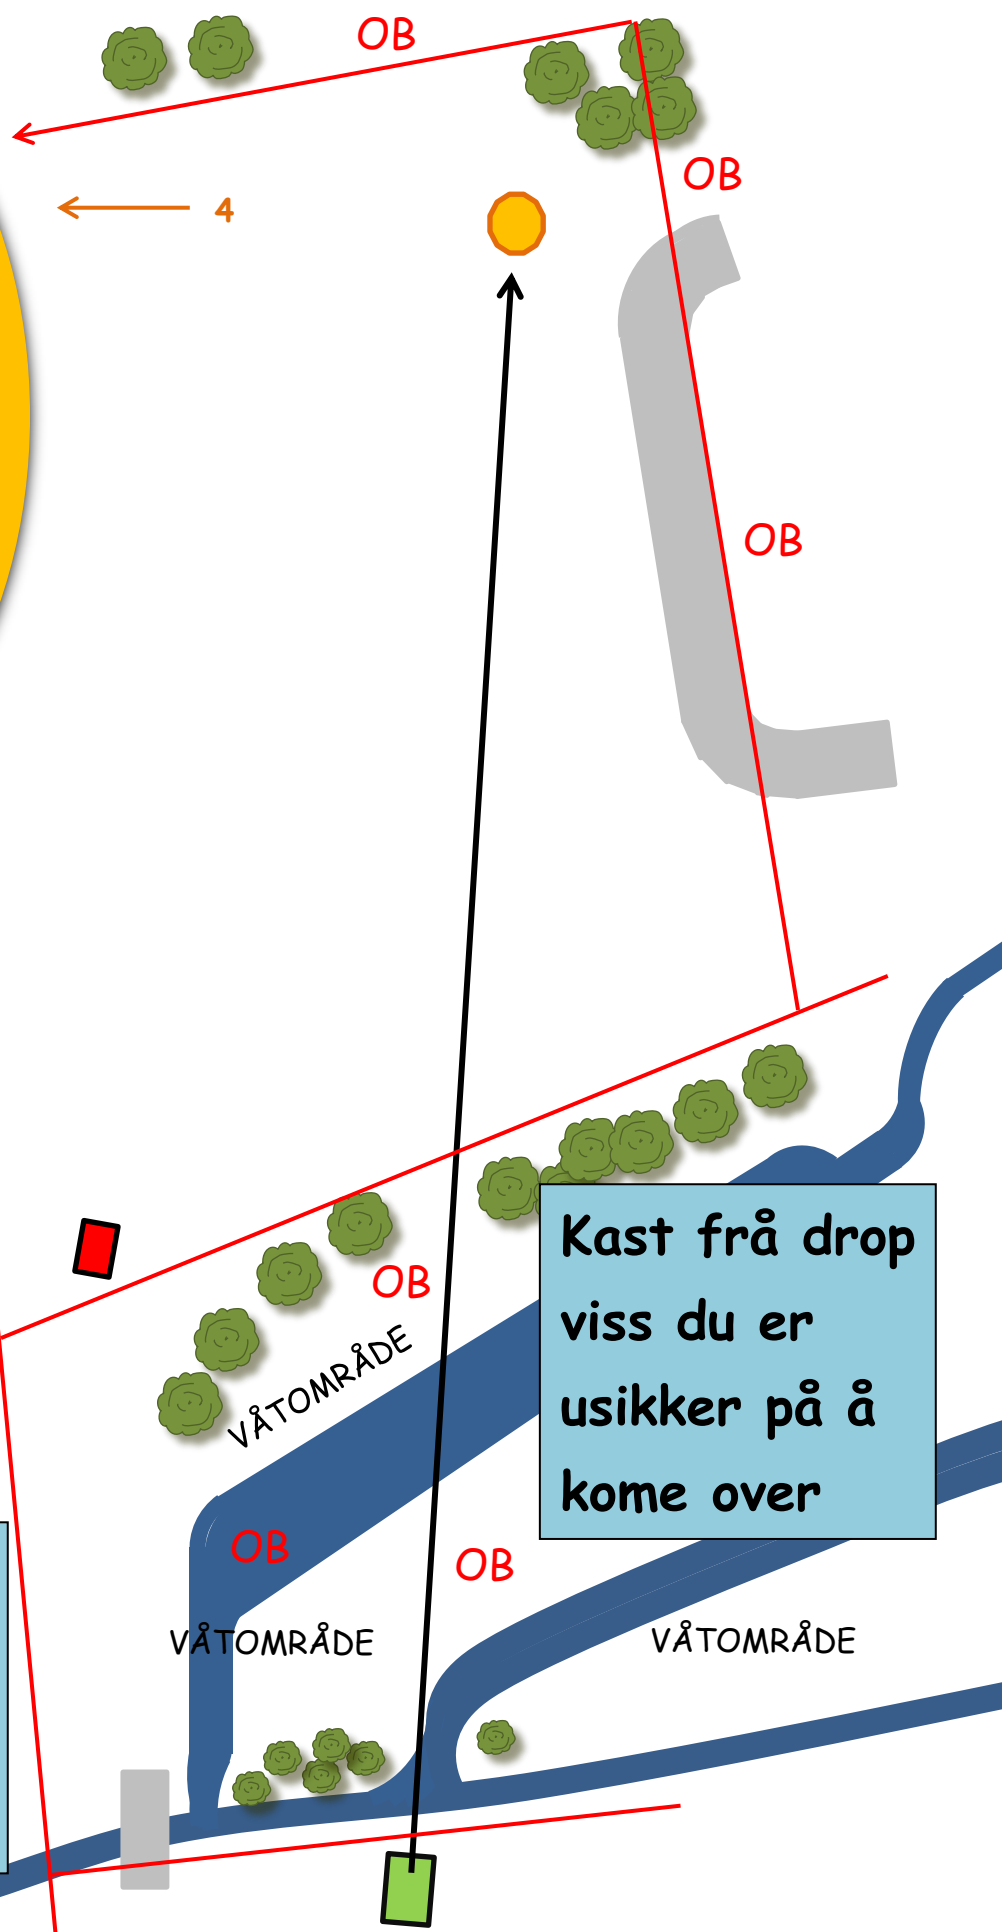 OB
OB
4
OB
Kast frå drop
viss du er
usikker på å
kome over
OB
VÅTOMRÅDE
OB
OB
VÅTOMRÅDE
VÅTOMRÅDE